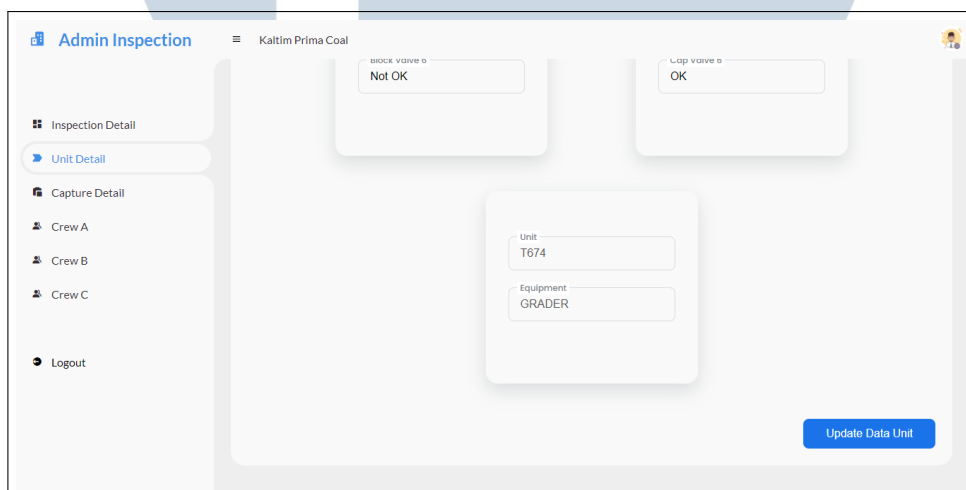 Admin Inspection
Kaltim Prima Coal
Block Valve 6
Not OK
Cap Valve 6
OK
Inspection Detail
Unit Detail
Capture Detail
Crew A
Crew B
Crew C
Logout
Unit
T674
Equipment
GRADER
Update Data Unit